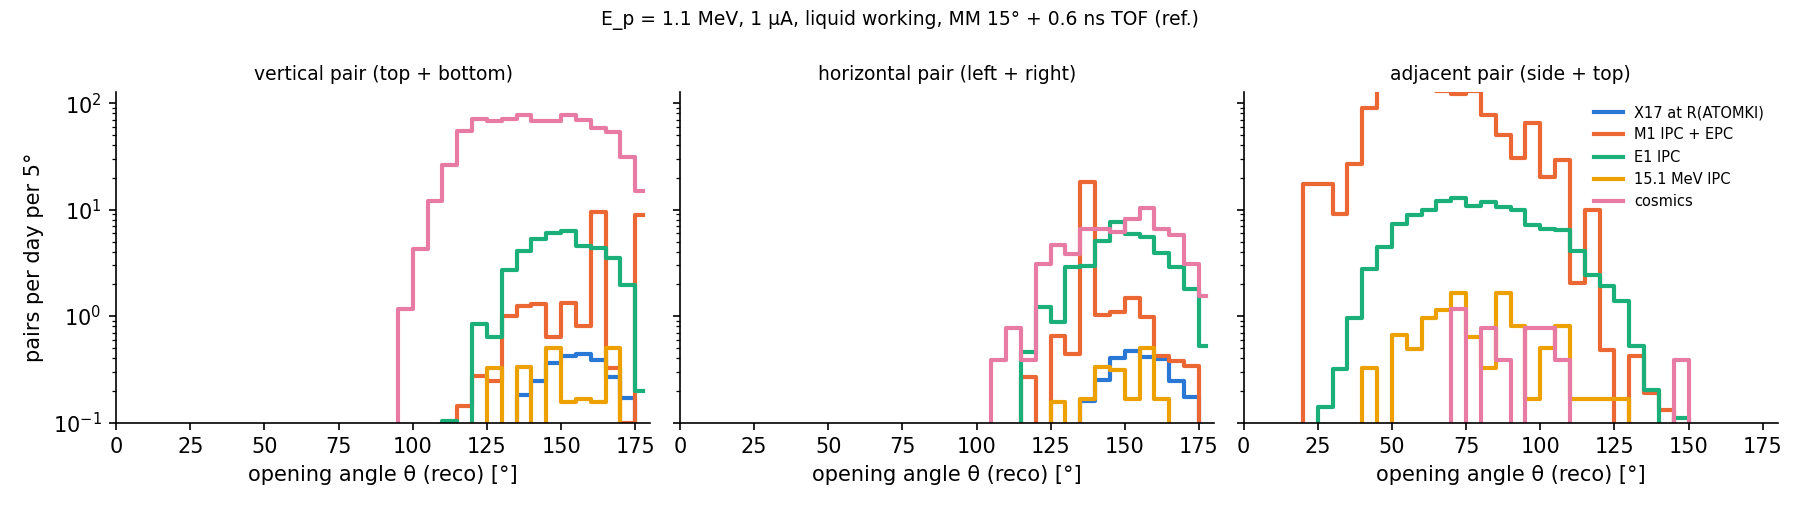 E_p = 1.1 MeV, 1 µA, liquid working, MM 15° + 0.6 ns TOF (ref.)
vertical pair (top + bottom)
horizontal pair (left + right)
adjacent pair (side + top)
pairs per day per 5°
10²
10¹
10⁰
10⁻¹
X17 at R(ATOMKI)
M1 IPC + EPC
E1 IPC
15.1 MeV IPC
cosmics
0 25 50 75 100 125 150 175
0 25 50 75 100 125 150 175
0 25 50 75 100 125 150 175
opening angle θ (reco) [°]
opening angle θ (reco) [°]
opening angle θ (reco) [°]